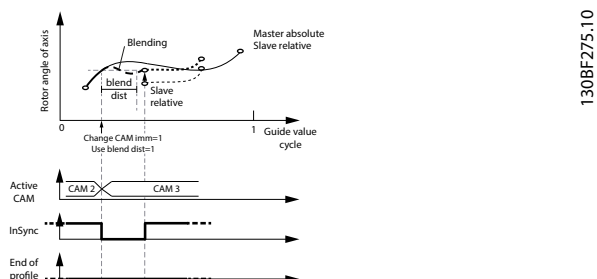 Rotor angle of axis
Blending
Master absolute
Slave relative
blend
dist
Slave
relative
0
1
Guide value
cycle
Change CAM imm=1
Use blend dist=1
Active
CAM
CAM 2
CAM 3
InSync
End of
profile
130BF275.10